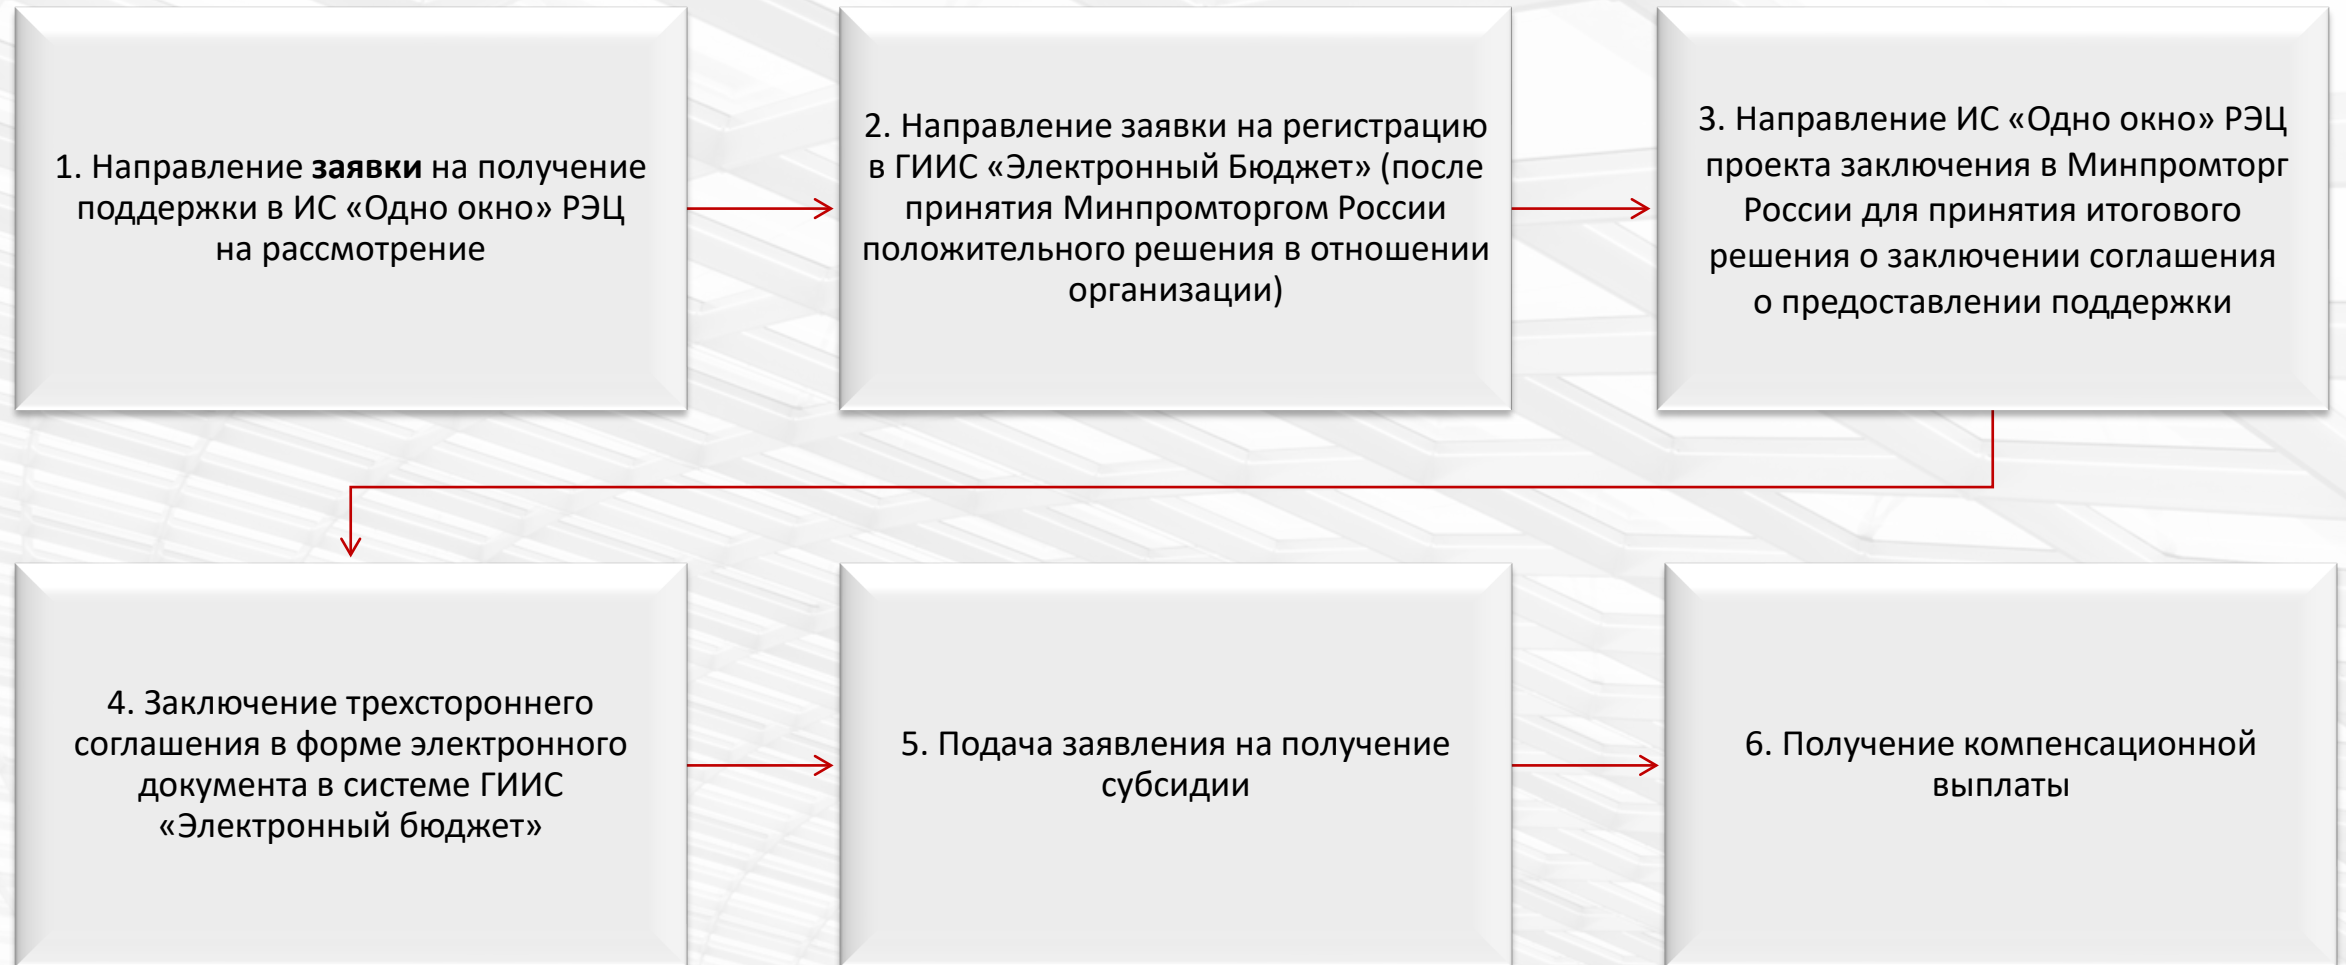 1. Направление заявки на получение
поддержки в ИС «Одно окно» РЭЦ
на рассмотрение
2. Направление заявки на регистрацию
в ГИИС «Электронный Бюджет» (после
принятия Минпромторгом России
положительного решения в отношении
организации)
3. Направление ИС «Одно окно» РЭЦ
проекта заключения в Минпромторг
России для принятия итогового
решения о заключении соглашения
о предоставлении поддержки
4. Заключение трехстороннего
соглашения в форме электронного
документа в системе ГИИС
«Электронный бюджет»
5. Подача заявления на получение
субсидии
6. Получение компенсационной
выплаты